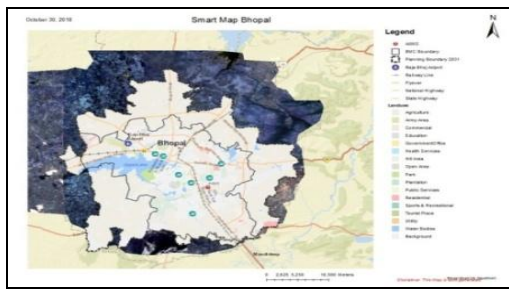 October 30, 2018
Smart Map Bhopal
N
Legend
AIIMS
BMC Boundary
Planning Boundary 2031
Raja Bhoj Airport
Railway Line
Flyover
National Highway
State Highway
Landuse
Agriculture
Army Area
Commercial
Education
Government Office
Health Services
Hill Area
Open Area
Park
Plantation
Public Services
Residential
Sports & Recreational
Tourist Place
Utility
Water Bodies
Background
Bhopal